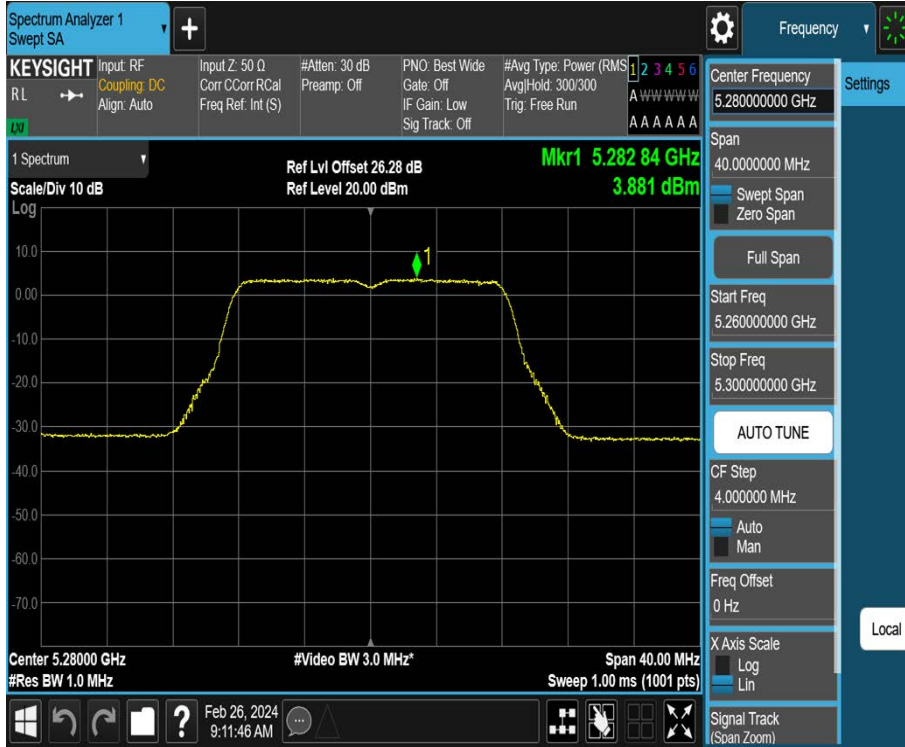 Spectrum Analyzer 1
Swept SA
+
Frequency
KEYSIGHT
RL
LXI
Input: RF
Coupling: DC
Align: Auto
Input Z: 50 Ω
Corr CCorr RCal
Freq Ref: Int (S)
#Atten: 30 dB
Preamp: Off
PNO: Best Wide
Gate: Off
IF Gain: Low
Sig Track: Off
#Avg Type: Power (RMS
Avg|Hold: 300/300
Trig: Free Run
1 2 3 4 5 6
A W W W W W
A A A A A A
1 Spectrum
Scale/Div 10 dB
Log
Ref Lvl Offset 26.28 dB
Ref Level 20.00 dBm
Mkr1 5.282 84 GHz
3.881 dBm
1
10.0
0.00
-10.0
-20.0
-30.0
-40.0
-50.0
-60.0
-70.0
Center 5.28000 GHz
#Res BW 1.0 MHz
#Video BW 3.0 MHz*
Span 40.00 MHz
Sweep 1.00 ms (1001 pts)
Center Frequency
5.280000000 GHz
Settings
Span
40.0000000 MHz
Swept Span
Zero Span
Full Span
Start Freq
5.260000000 GHz
Stop Freq
5.300000000 GHz
AUTO TUNE
CF Step
4.000000 MHz
Auto
Man
Freq Offset
0 Hz
Local
X Axis Scale
Log
Lin
Signal Track
(Span Zoom)
?
Feb 26, 2024
9:11:46 AM